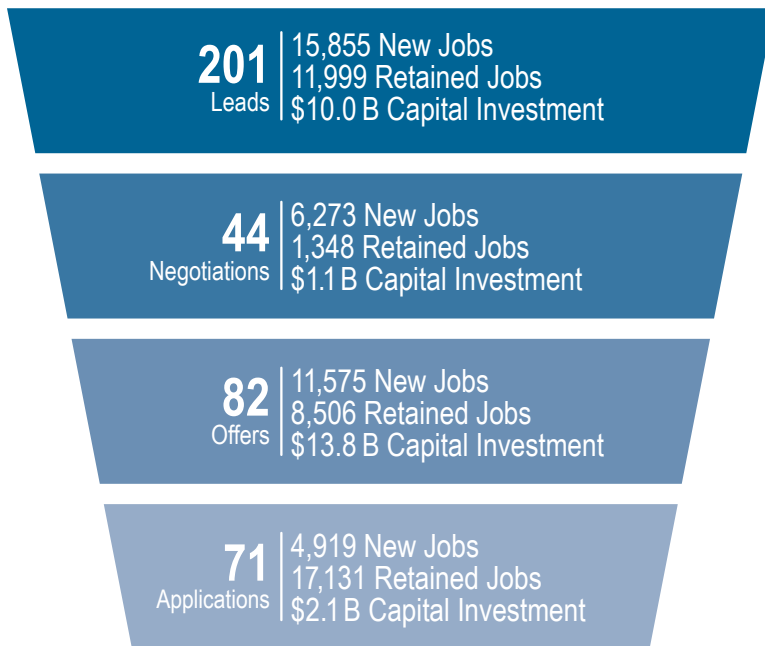 201
Leads
15,855 New Jobs
11,999 Retained Jobs
$10.0 B Capital Investment
44
Negotiations
6,273 New Jobs
1,348 Retained Jobs
$1.1 B Capital Investment
82
Offers
11,575 New Jobs
8,506 Retained Jobs
$13.8 B Capital Investment
71
Applications
4,919 New Jobs
17,131 Retained Jobs
$2.1 B Capital Investment